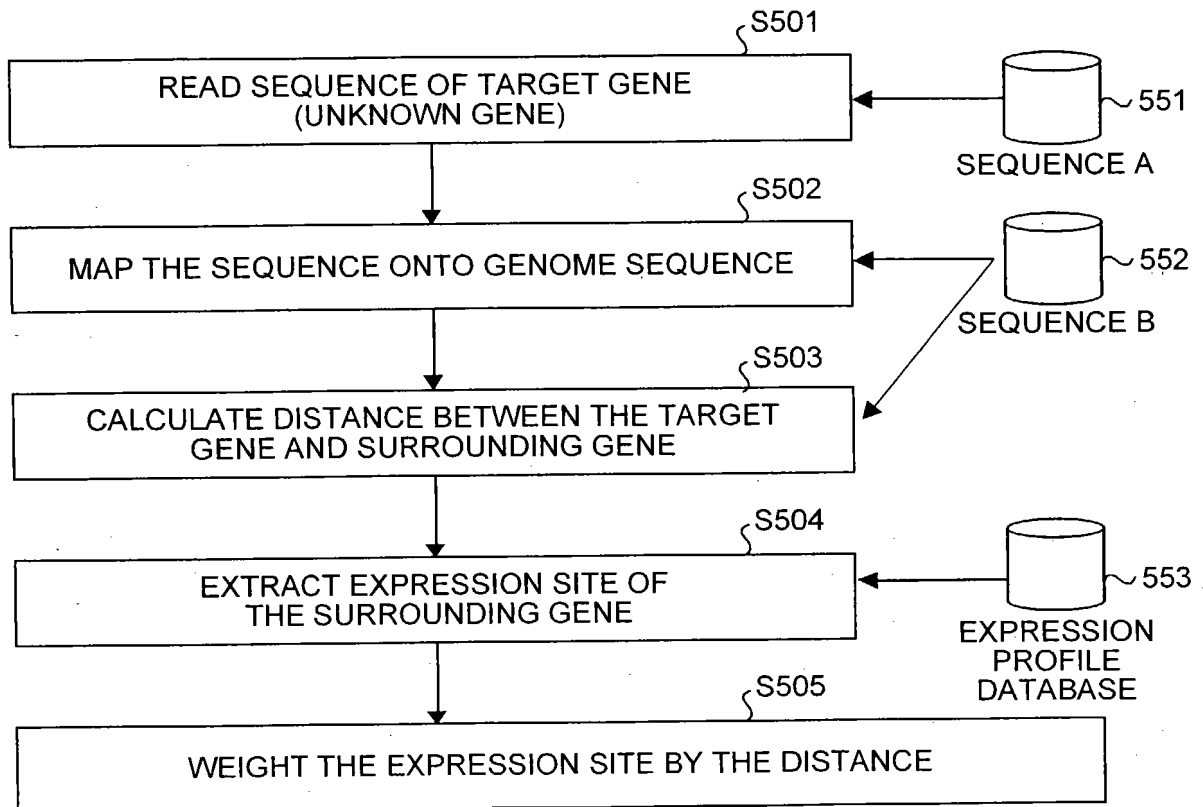 S501
READ SEQUENCE OF TARGET GENE
(UNKNOWN GENE)
551
SEQUENCE A
S502
MAP THE SEQUENCE ONTO GENOME SEQUENCE
552
SEQUENCE B
S503
CALCULATE DISTANCE BETWEEN THE TARGET
GENE AND SURROUNDING GENE
S504
EXTRACT EXPRESSION SITE OF
THE SURROUNDING GENE
553
EXPRESSION
PROFILE
DATABASE
S505
WEIGHT THE EXPRESSION SITE BY THE DISTANCE